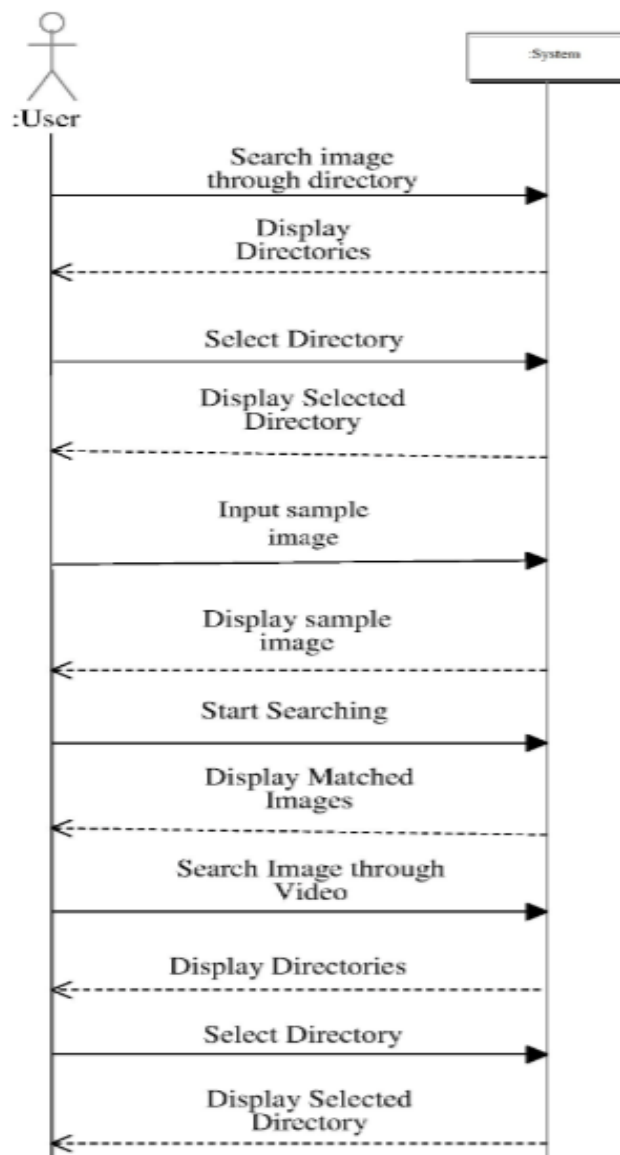 :System
:User
Search image
through directory
Display
Directories
Select Directory
Display Selected
Directory
Input sample
image
Display sample
image
Start Searching
Display Matched
Images
Search Image through
Video
Display Directories
Select Directory
Display Selected
Directory